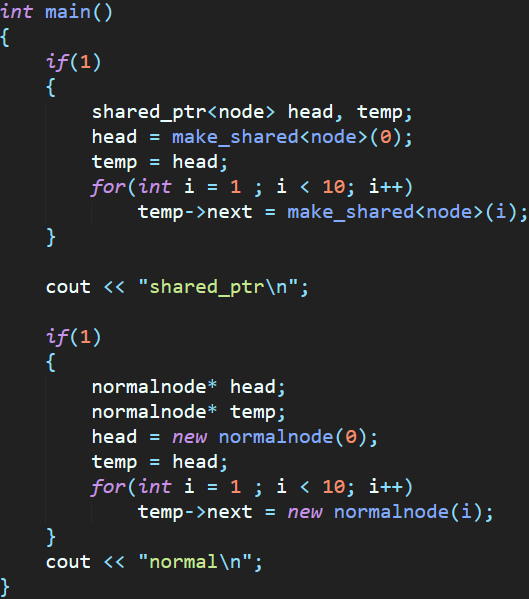 int main()
{
    if(1)
    {
        shared_ptr<node> head, temp;
        head = make_shared<node>(0);
        temp = head;
        for(int i = 1 ; i < 10; i++)
            temp->next = make_shared<node>(i);
    }

    cout << "shared_ptr\n";

    if(1)
    {
        normalnode* head;
        normalnode* temp;
        head = new normalnode(0);
        temp = head;
        for(int i = 1 ; i < 10; i++)
            temp->next = new normalnode(i);
    }
    cout << "normal\n";
}